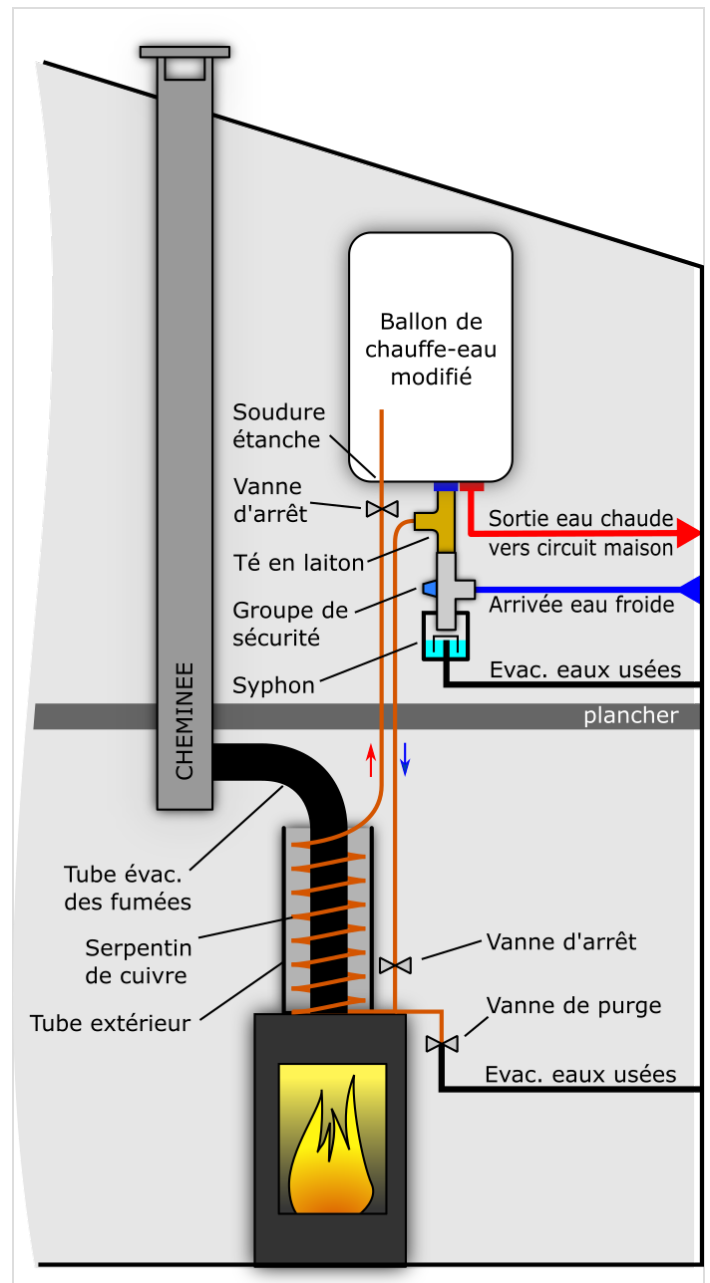 Ballon de
chauffe-eau
modifié
Soudure
étanche
Vanne
d'arrêt
Sortie eau chaude
vers circuit maison
Té en laiton
Groupe de
sécurité
Arrivée eau froide
Syphon
Evac. eaux usées
CHEMINEE
plancher
Tube évac.
des fumées
Serpentin
de cuivre
Vanne d'arrêt
Tube extérieur
Vanne de purge
Evac. eaux usées